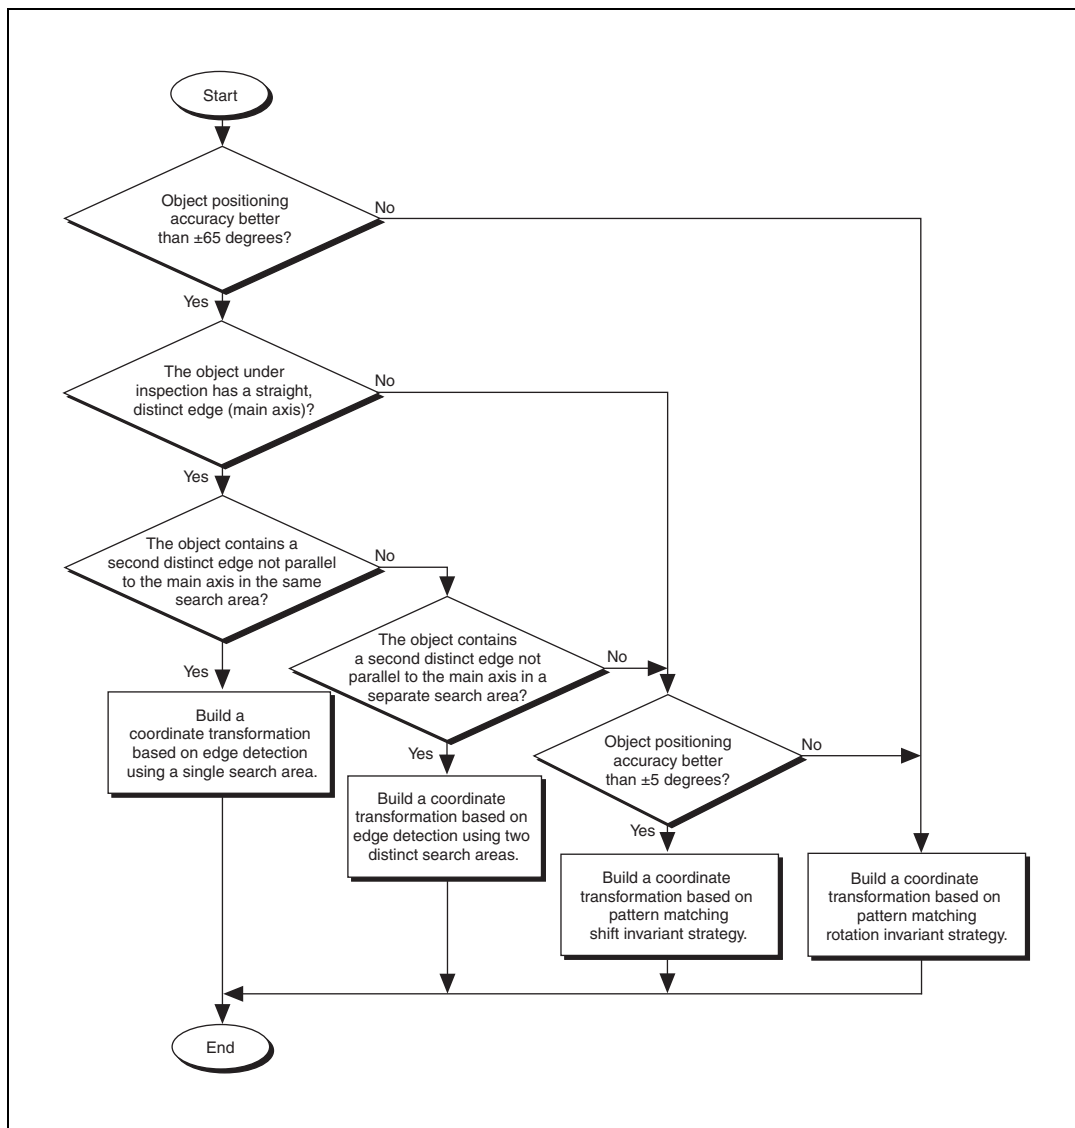 Start
Object positioning
accuracy better
than ±65 degrees?
No
Yes
The object under
inspection has a straight,
distinct edge (main axis)?
No
Yes
The object contains a
second distinct edge not parallel
to the main axis in the same
search area?
No
The object contains
a second distinct edge not
parallel to the main axis in a
separate search area?
No
Yes
Build a
coordinate transformation
based on edge detection
using a single search area.
Object positioning
accuracy better
than ±5 degrees?
No
Yes
Build a coordinate
transformation based on
edge detection using two
distinct search areas.
Yes
Build a coordinate
transformation based on
pattern matching
shift invariant strategy.
Build a coordinate
transformation based on
pattern matching
rotation invariant strategy.
End